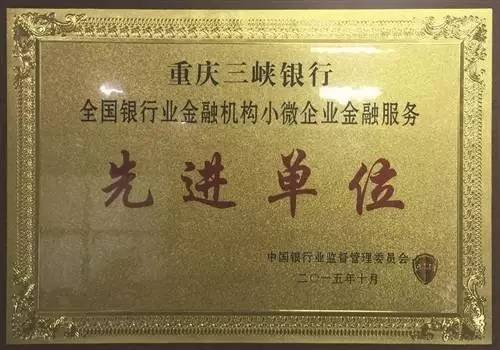 重庆三峡银行
全国银行业金融机构小微企业金融服务
先进单位
中国银行业监督管理委员会
二〇一五年十月